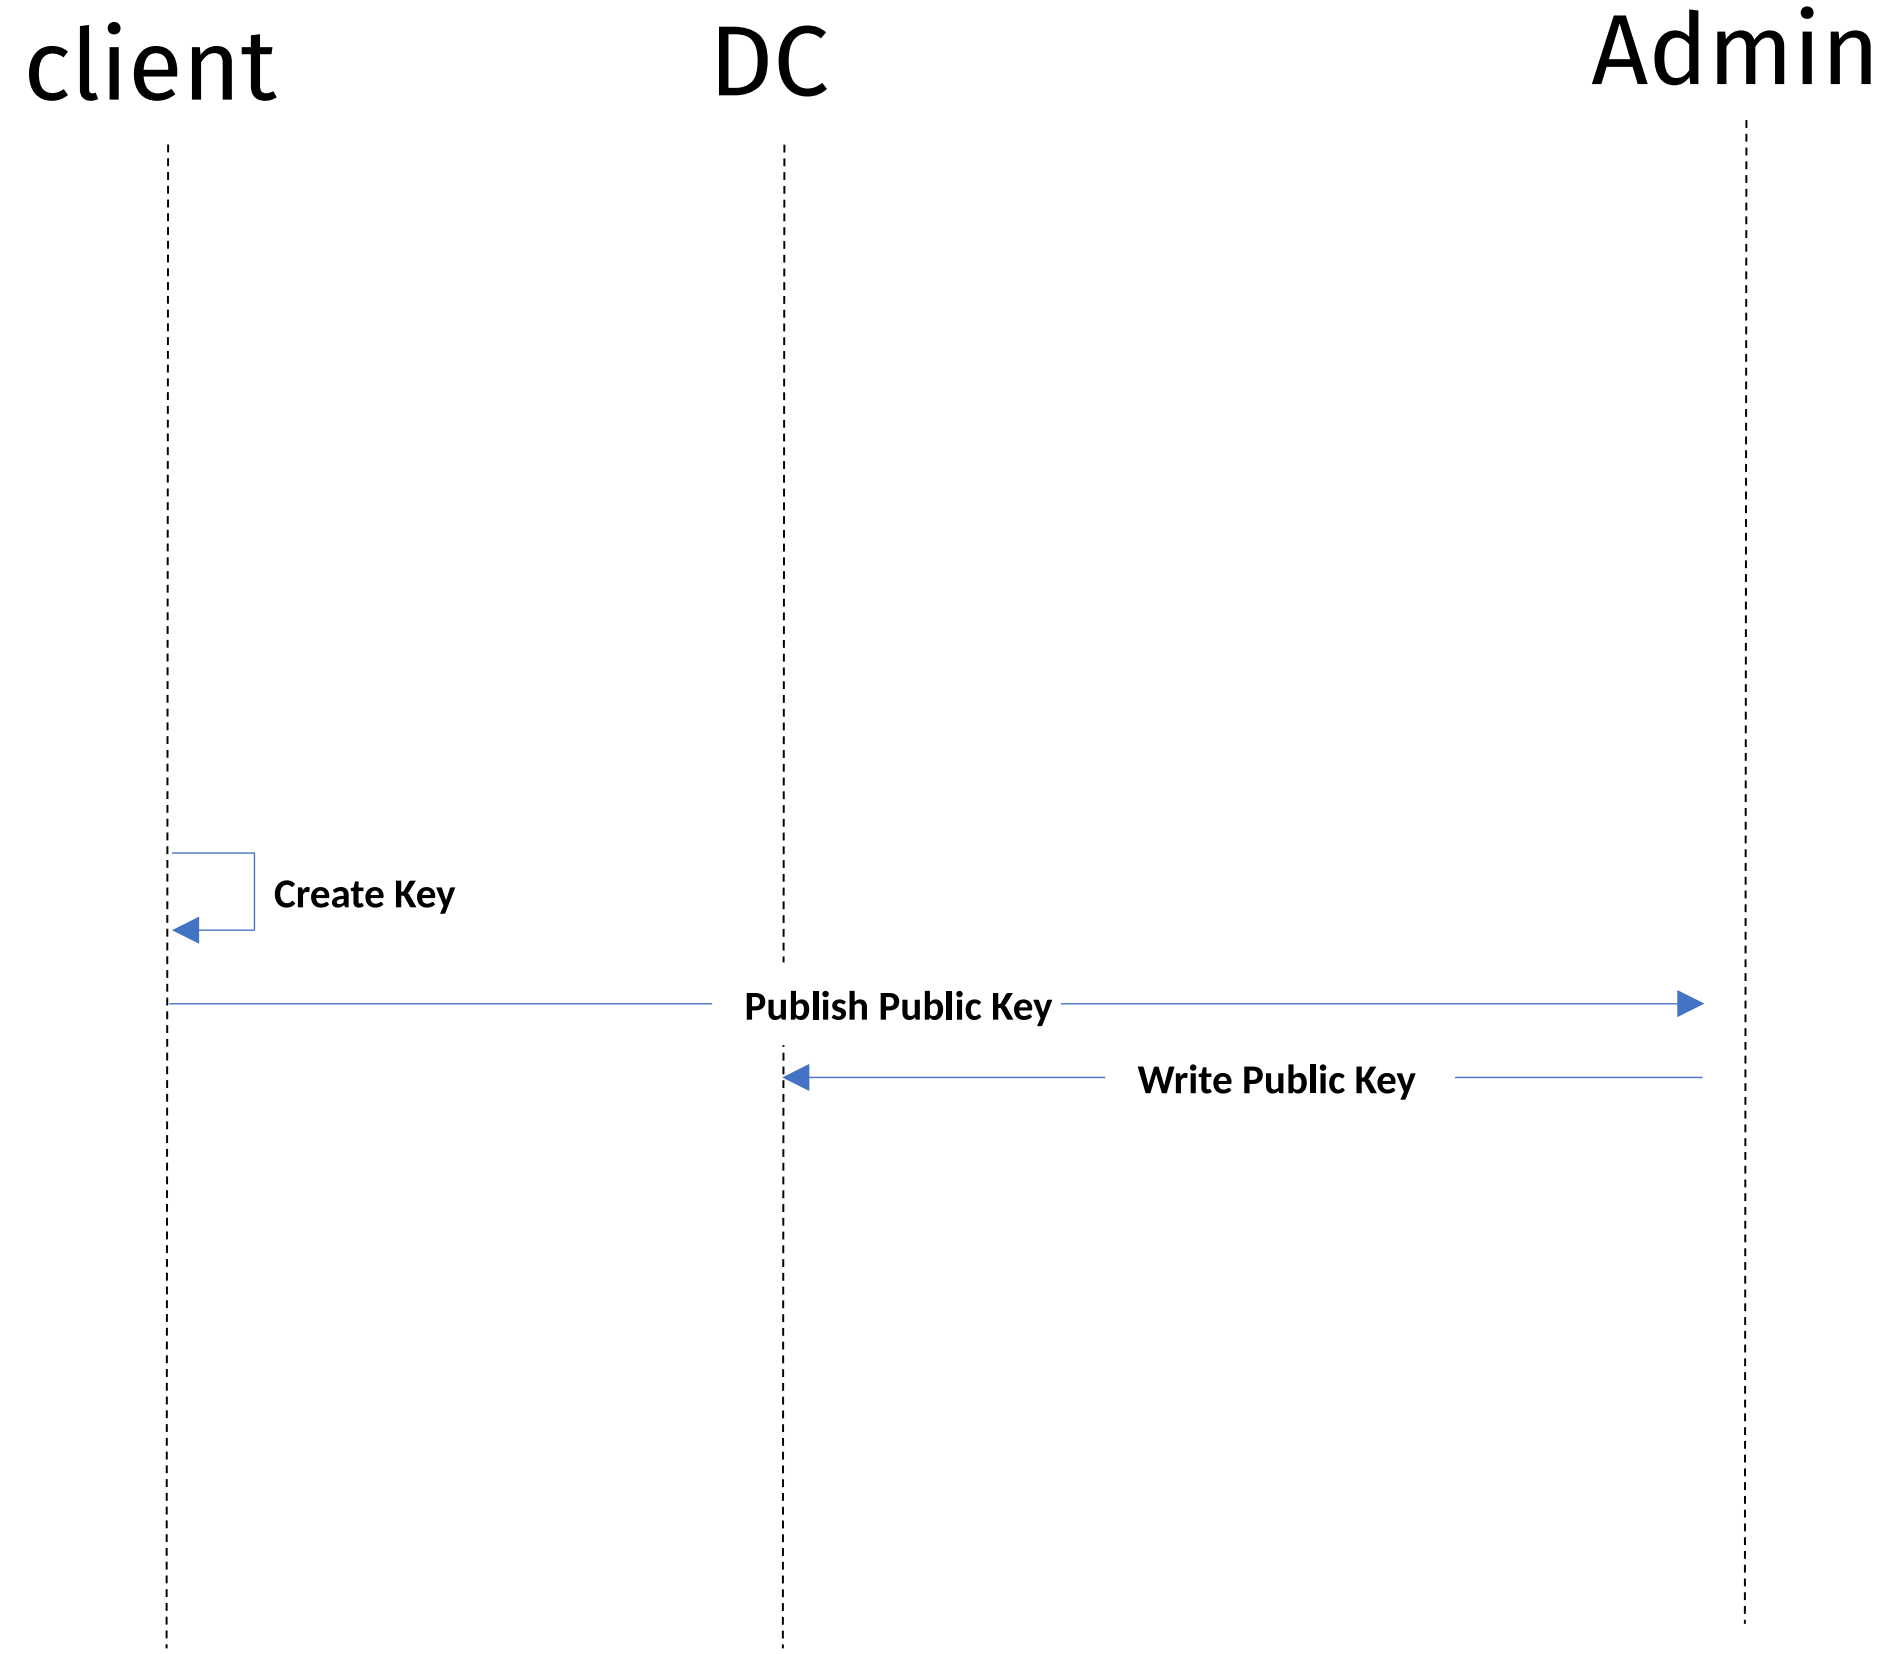 client
DC
Admin
Create Key
Publish Public Key
Write Public Key